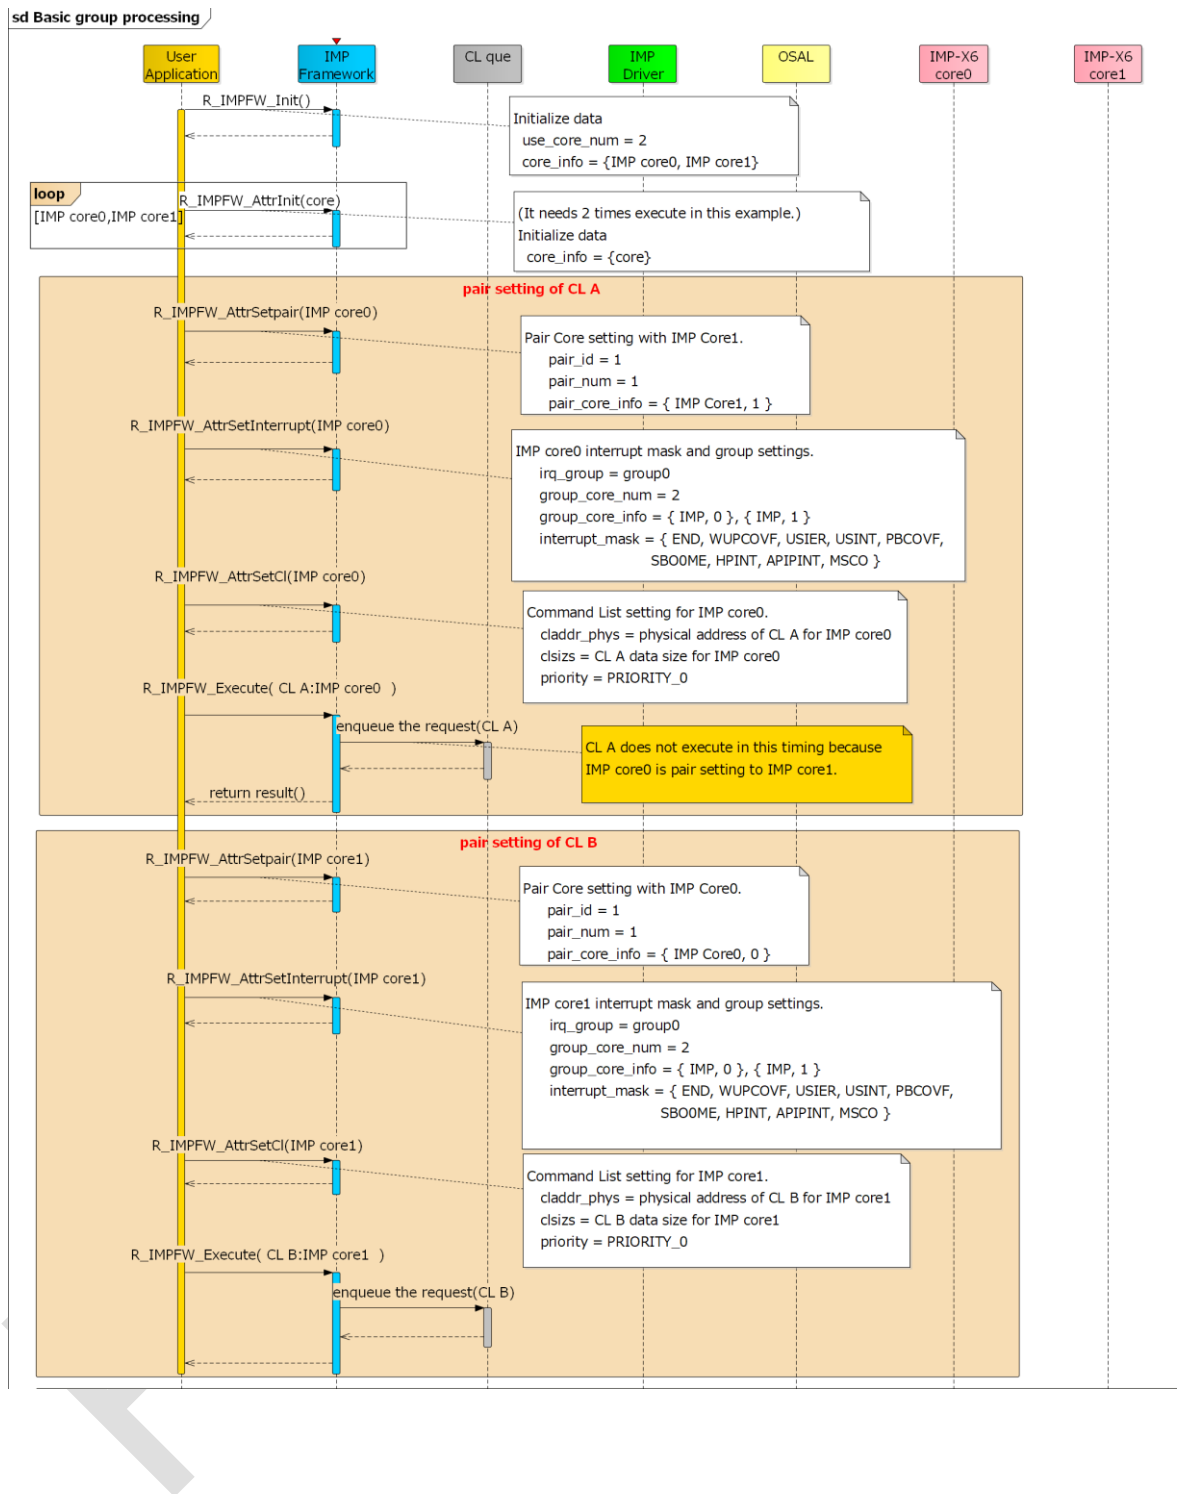 sd Basic group processing
User
Application
IMP
Framework
CL que
IMP
Driver
OSAL
IMP-X6
core0
IMP-X6
core1
R_IMPFW_Init()
Initialize data
use_core_num = 2
core_info = {IMP core0, IMP core1}
loop
[IMP core0,IMP core1]
R_IMPFW_AttrInit(core)
(It needs 2 times execute in this example.)
Initialize data
core_info = {core}
pair setting of CL A
R_IMPFW_AttrSetpair(IMP core0)
Pair Core setting with IMP Core1.
pair_id = 1
pair_num = 1
pair_core_info = { IMP Core1, 1 }
R_IMPFW_AttrSetInterrupt(IMP core0)
IMP core0 interrupt mask and group settings.
irq_group = group0
group_core_num = 2
group_core_info = { IMP, 0 }, { IMP, 1 }
interrupt_mask = { END, WUPCOVF, USIER, USINT, PBCOVF,
SBO0ME, HPINT, APIPINT, MSCO }
R_IMPFW_AttrSetCl(IMP core0)
Command List setting for IMP core0.
claddr_phys = physical address of CL A for IMP core0
clsizs = CL A data size for IMP core0
priority = PRIORITY_0
R_IMPFW_Execute( CL A:IMP core0 )
enqueue the request(CL A)
CL A does not execute in this timing because
IMP core0 is pair setting to IMP core1.
return result()
pair setting of CL B
R_IMPFW_AttrSetpair(IMP core1)
Pair Core setting with IMP Core0.
pair_id = 1
pair_num = 1
pair_core_info = { IMP Core0, 0 }
R_IMPFW_AttrSetInterrupt(IMP core1)
IMP core1 interrupt mask and group settings.
irq_group = group0
group_core_num = 2
group_core_info = { IMP, 0 }, { IMP, 1 }
interrupt_mask = { END, WUPCOVF, USIER, USINT, PBCOVF,
SBO0ME, HPINT, APIPINT, MSCO }
R_IMPFW_AttrSetCl(IMP core1)
Command List setting for IMP core1.
claddr_phys = physical address of CL B for IMP core1
clsizs = CL B data size for IMP core1
priority = PRIORITY_0
R_IMPFW_Execute( CL B:IMP core1 )
enqueue the request(CL B)